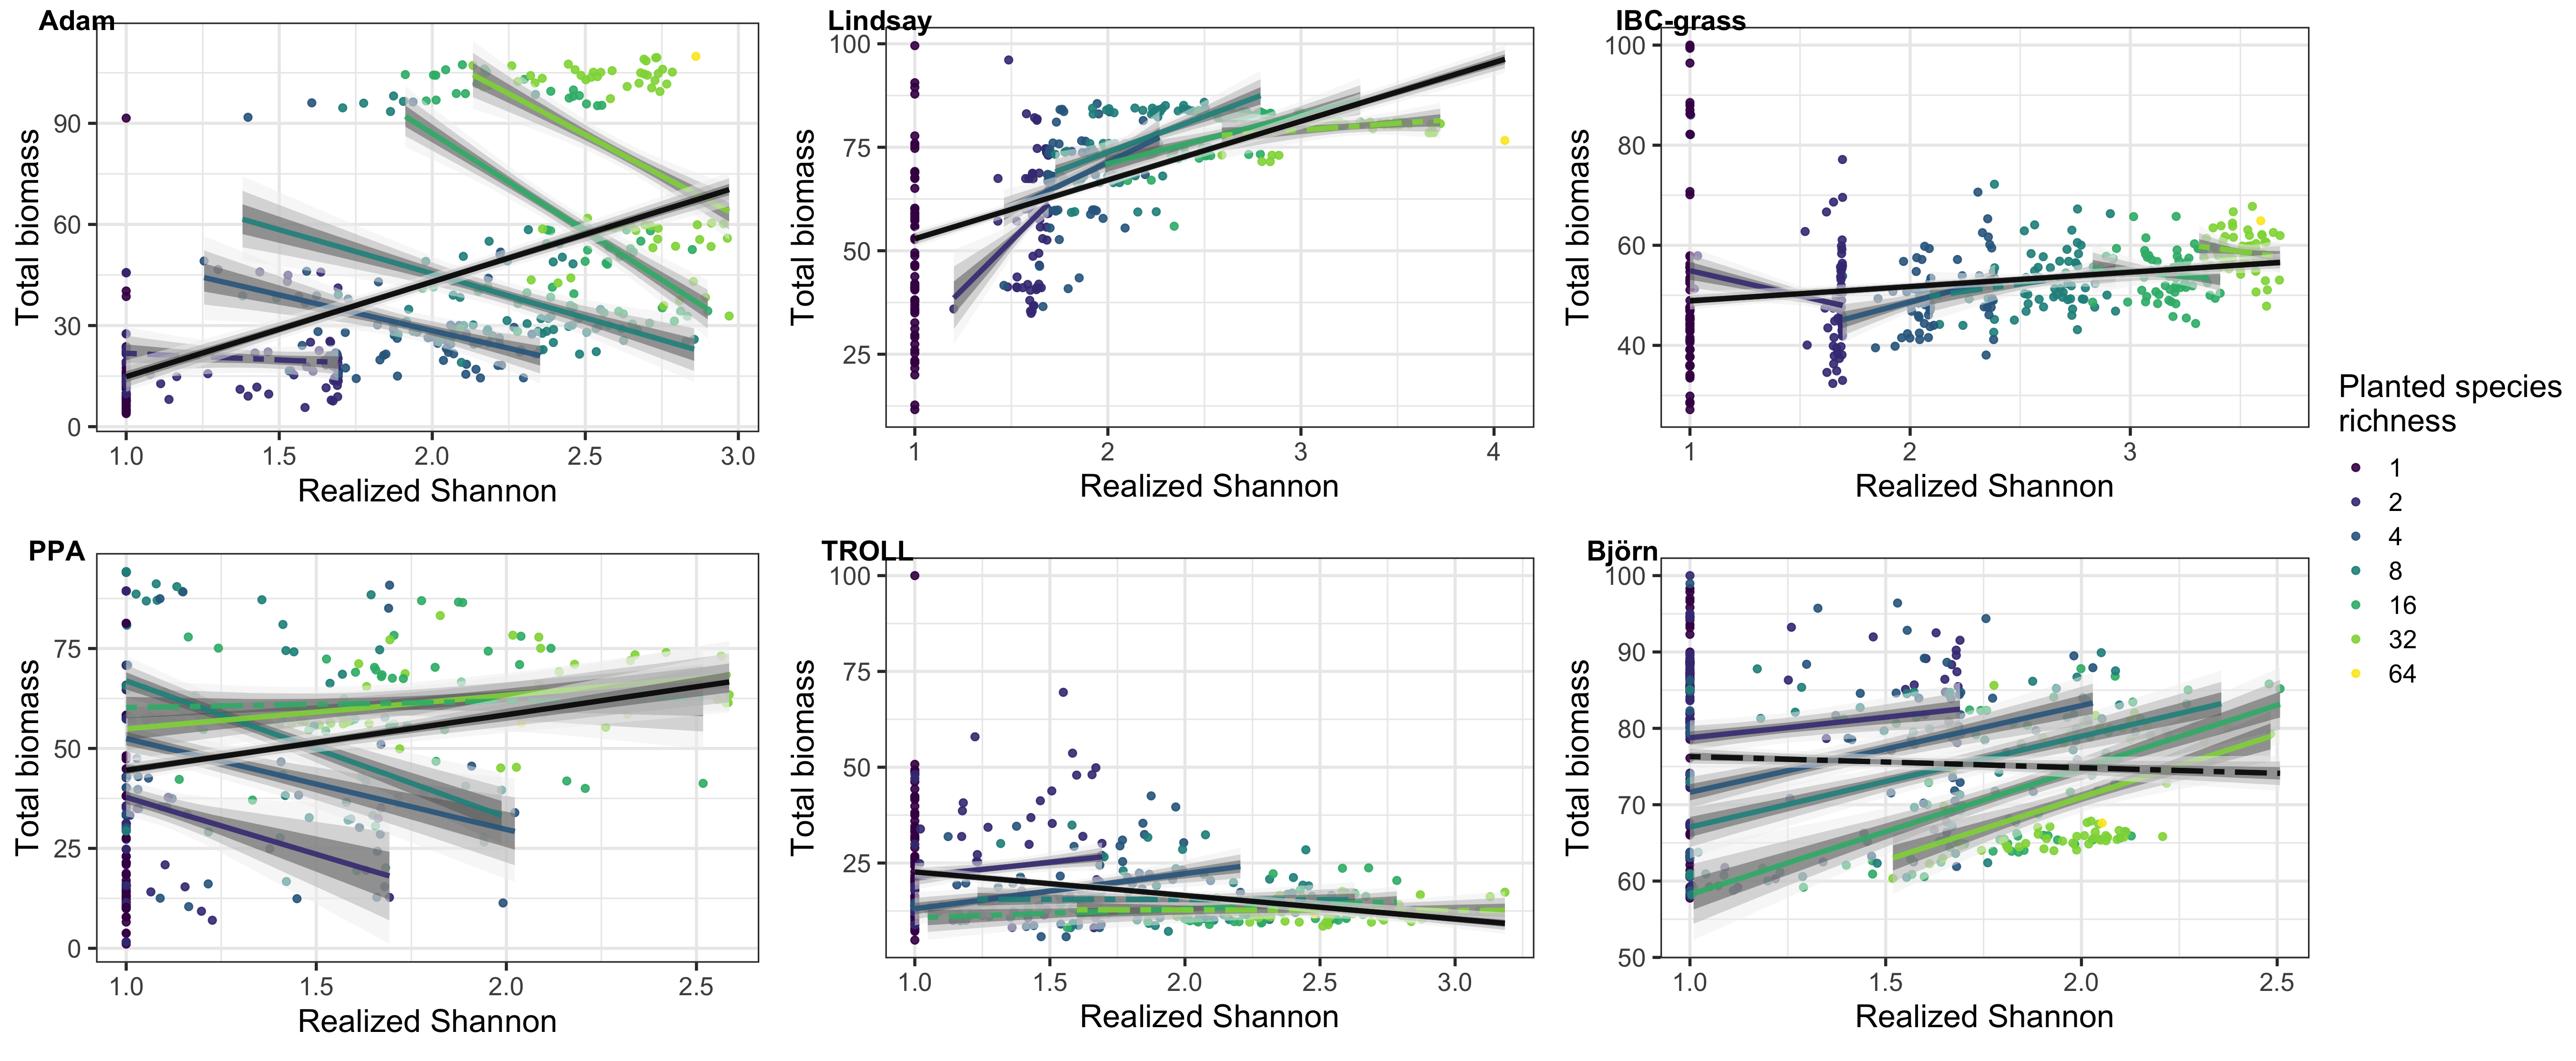 Adam
Total biomass
90
60
30
0
1.0 1.5 2.0 2.5 3.0
Realized Shannon
Lindsay
Total biomass
100
75
50
25
1 2 3 4
Realized Shannon
IBC-grass
Total biomass
100
80
60
40
1 2 3
Realized Shannon
PPA
Total biomass
75
50
25
0
1.0 1.5 2.0 2.5
Realized Shannon
TROLL
Total biomass
100
75
50
25
1.0 1.5 2.0 2.5 3.0
Realized Shannon
Björn
Total biomass
100
90
80
70
60
50
1.0 1.5 2.0 2.5
Realized Shannon
Planted species
richness
1
2
4
8
16
32
64